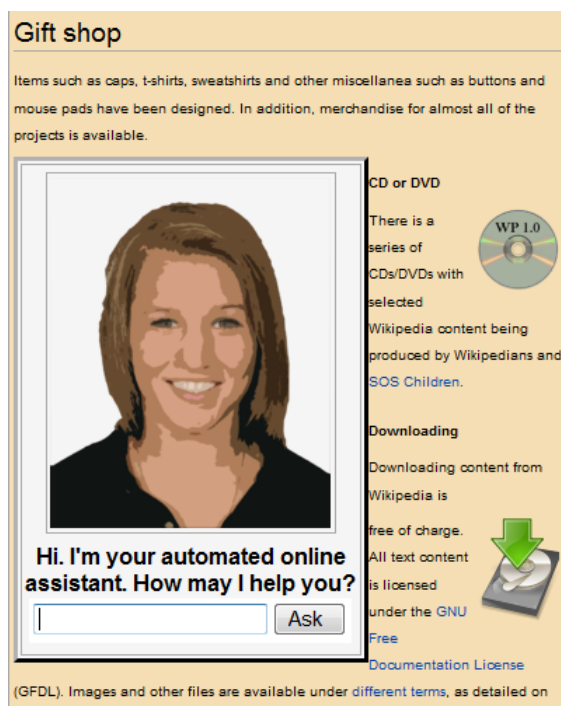 Gift shop
Items such as caps, t-shirts, sweatshirts and other miscellanea such as buttons and
mouse pads have been designed. In addition, merchandise for almost all of the
projects is available.
Hi. I'm your automated online
assistant. How may I help you?
Ask
CD or DVD
There is a
series of
CDs/DVDs with
selected
Wikipedia content being
produced by Wikipedians and
SOS Children.
WP 1.0
Downloading
Downloading content from
Wikipedia is
free of charge.
All text content
is licensed
under the GNU
Free
Documentation License
(GFDL). Images and other files are available under different terms, as detailed on